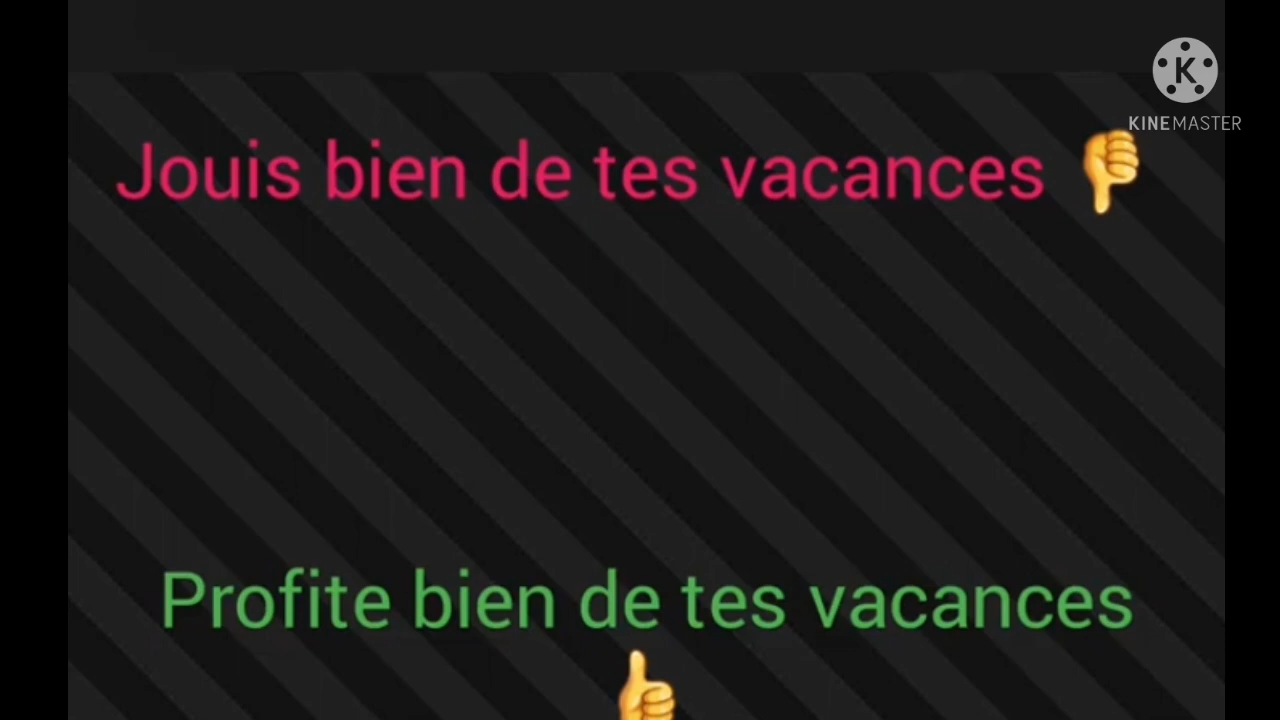 KINEMASTER
Jouis bien de tes vacances 👎
Profite bien de tes vacances
👍